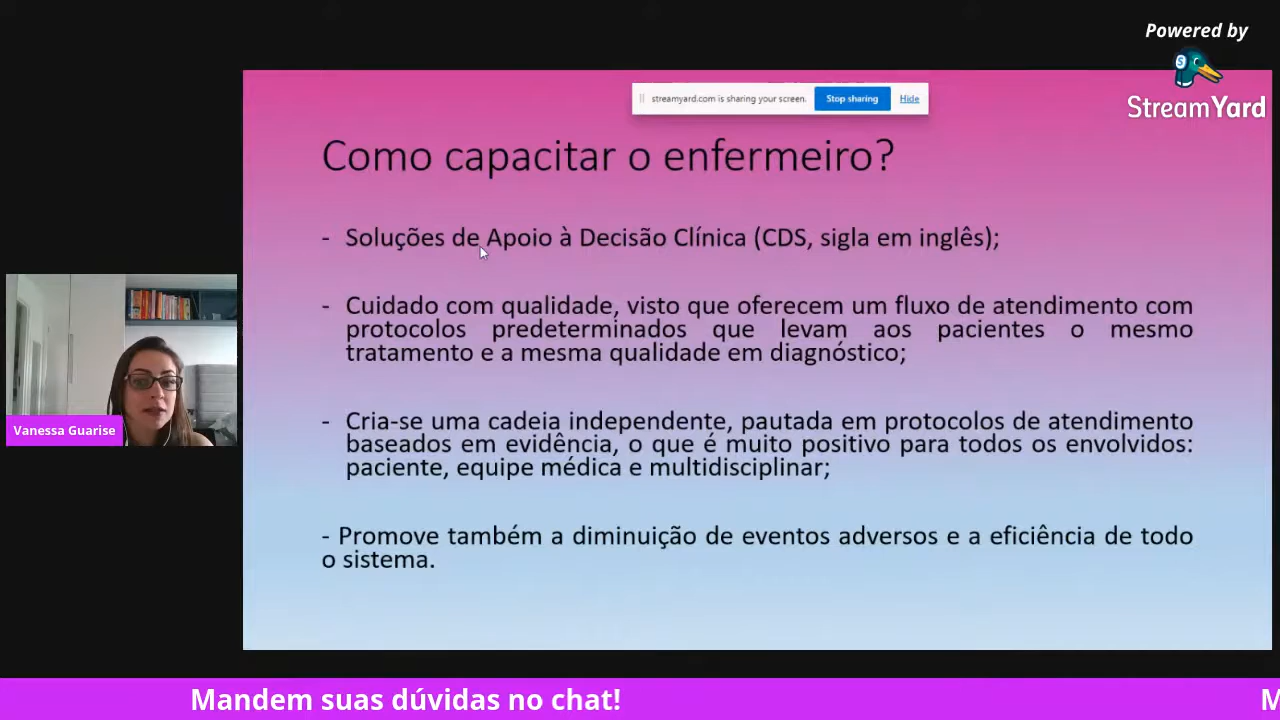 Powered by
StreamYard
streamyard.com is sharing your screen. Stop sharing Hide
Como capacitar o enfermeiro?
- Soluções de Apoio à Decisão Clínica (CDS, sigla em inglês);
- Cuidado com qualidade, visto que oferecem um fluxo de atendimento com
protocolos predeterminados que levam aos pacientes o mesmo
tratamento e a mesma qualidade em diagnóstico;
- Cria-se uma cadeia independente, pautada em protocolos de atendimento
baseados em evidência, o que é muito positivo para todos os envolvidos:
paciente, equipe médica e multidisciplinar;
- Promove também a diminuição de eventos adversos e a eficiência de todo
o sistema.
Vanessa Guarise
Mandem suas dúvidas no chat! M